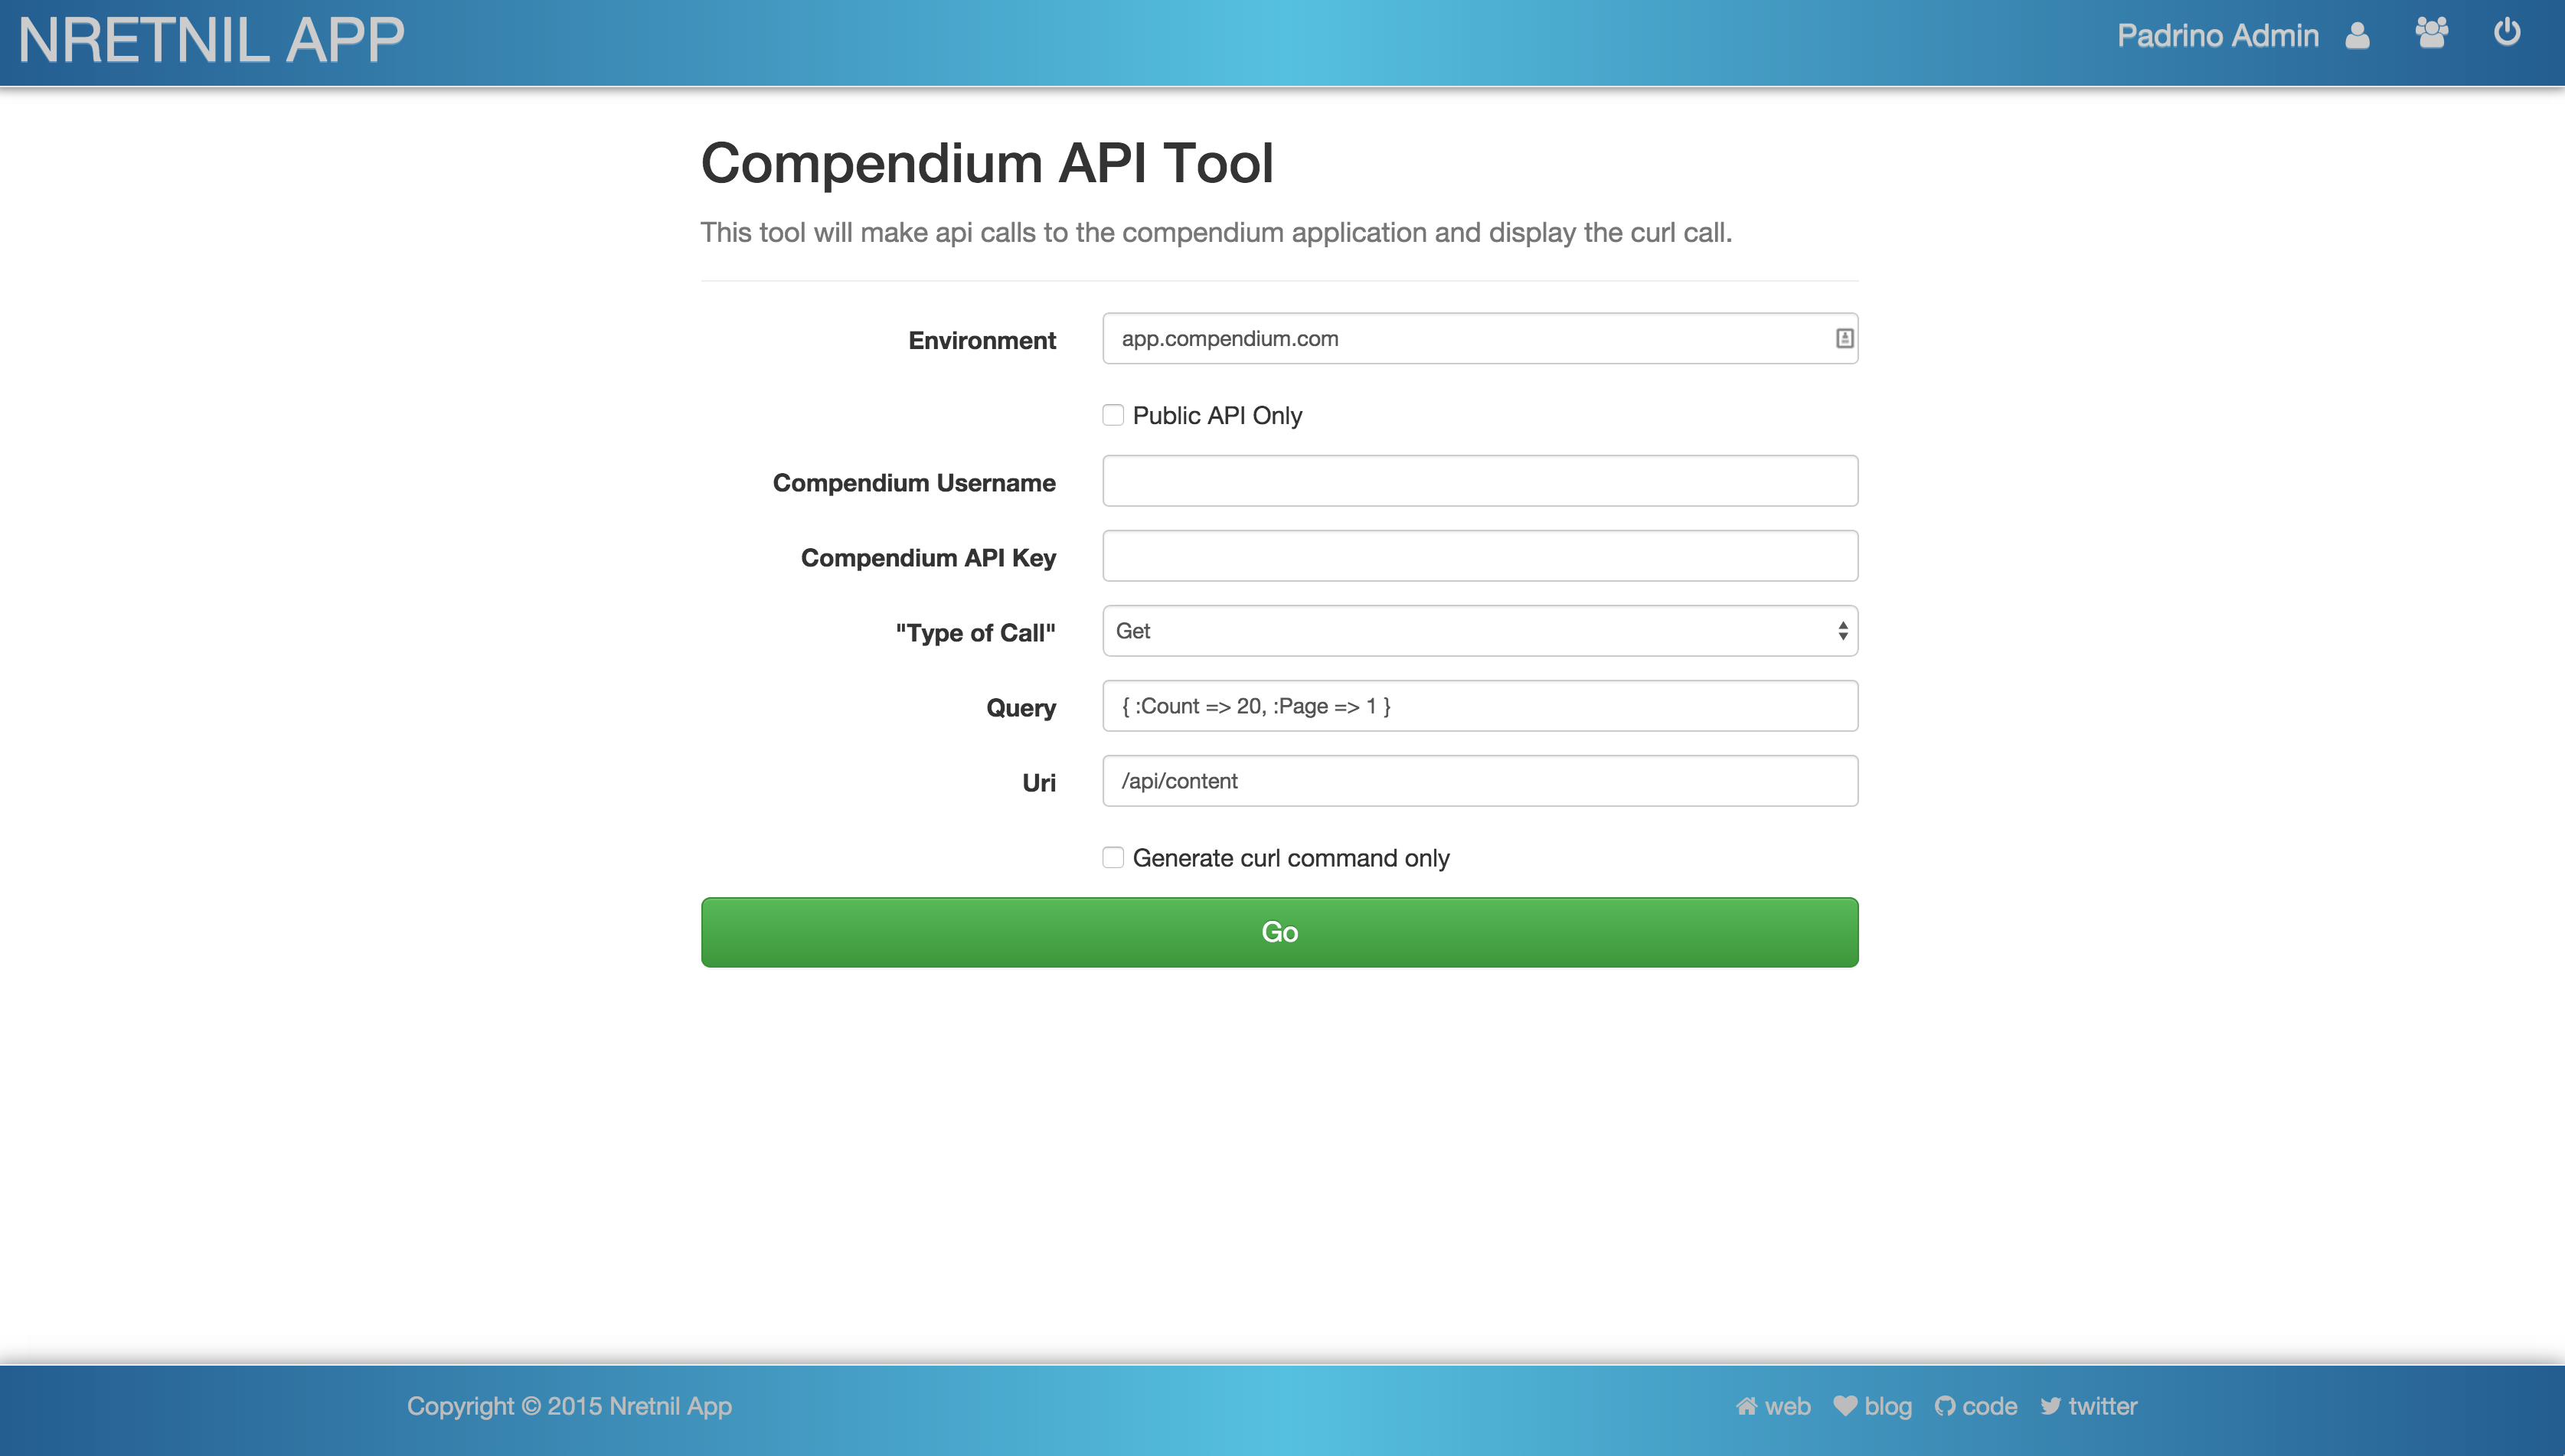 NRETNIL APP
Padrino Admin
Compendium API Tool
This tool will make api calls to the compendium application and display the curl call.
Environment app.compendium.com
Public API Only
Compendium Username
Compendium API Key
"Type of Call" Get
Query { :Count => 20, :Page => 1 }
Uri /api/content
Generate curl command only
Go
Copyright © 2015 Nretnil App web blog code twitter